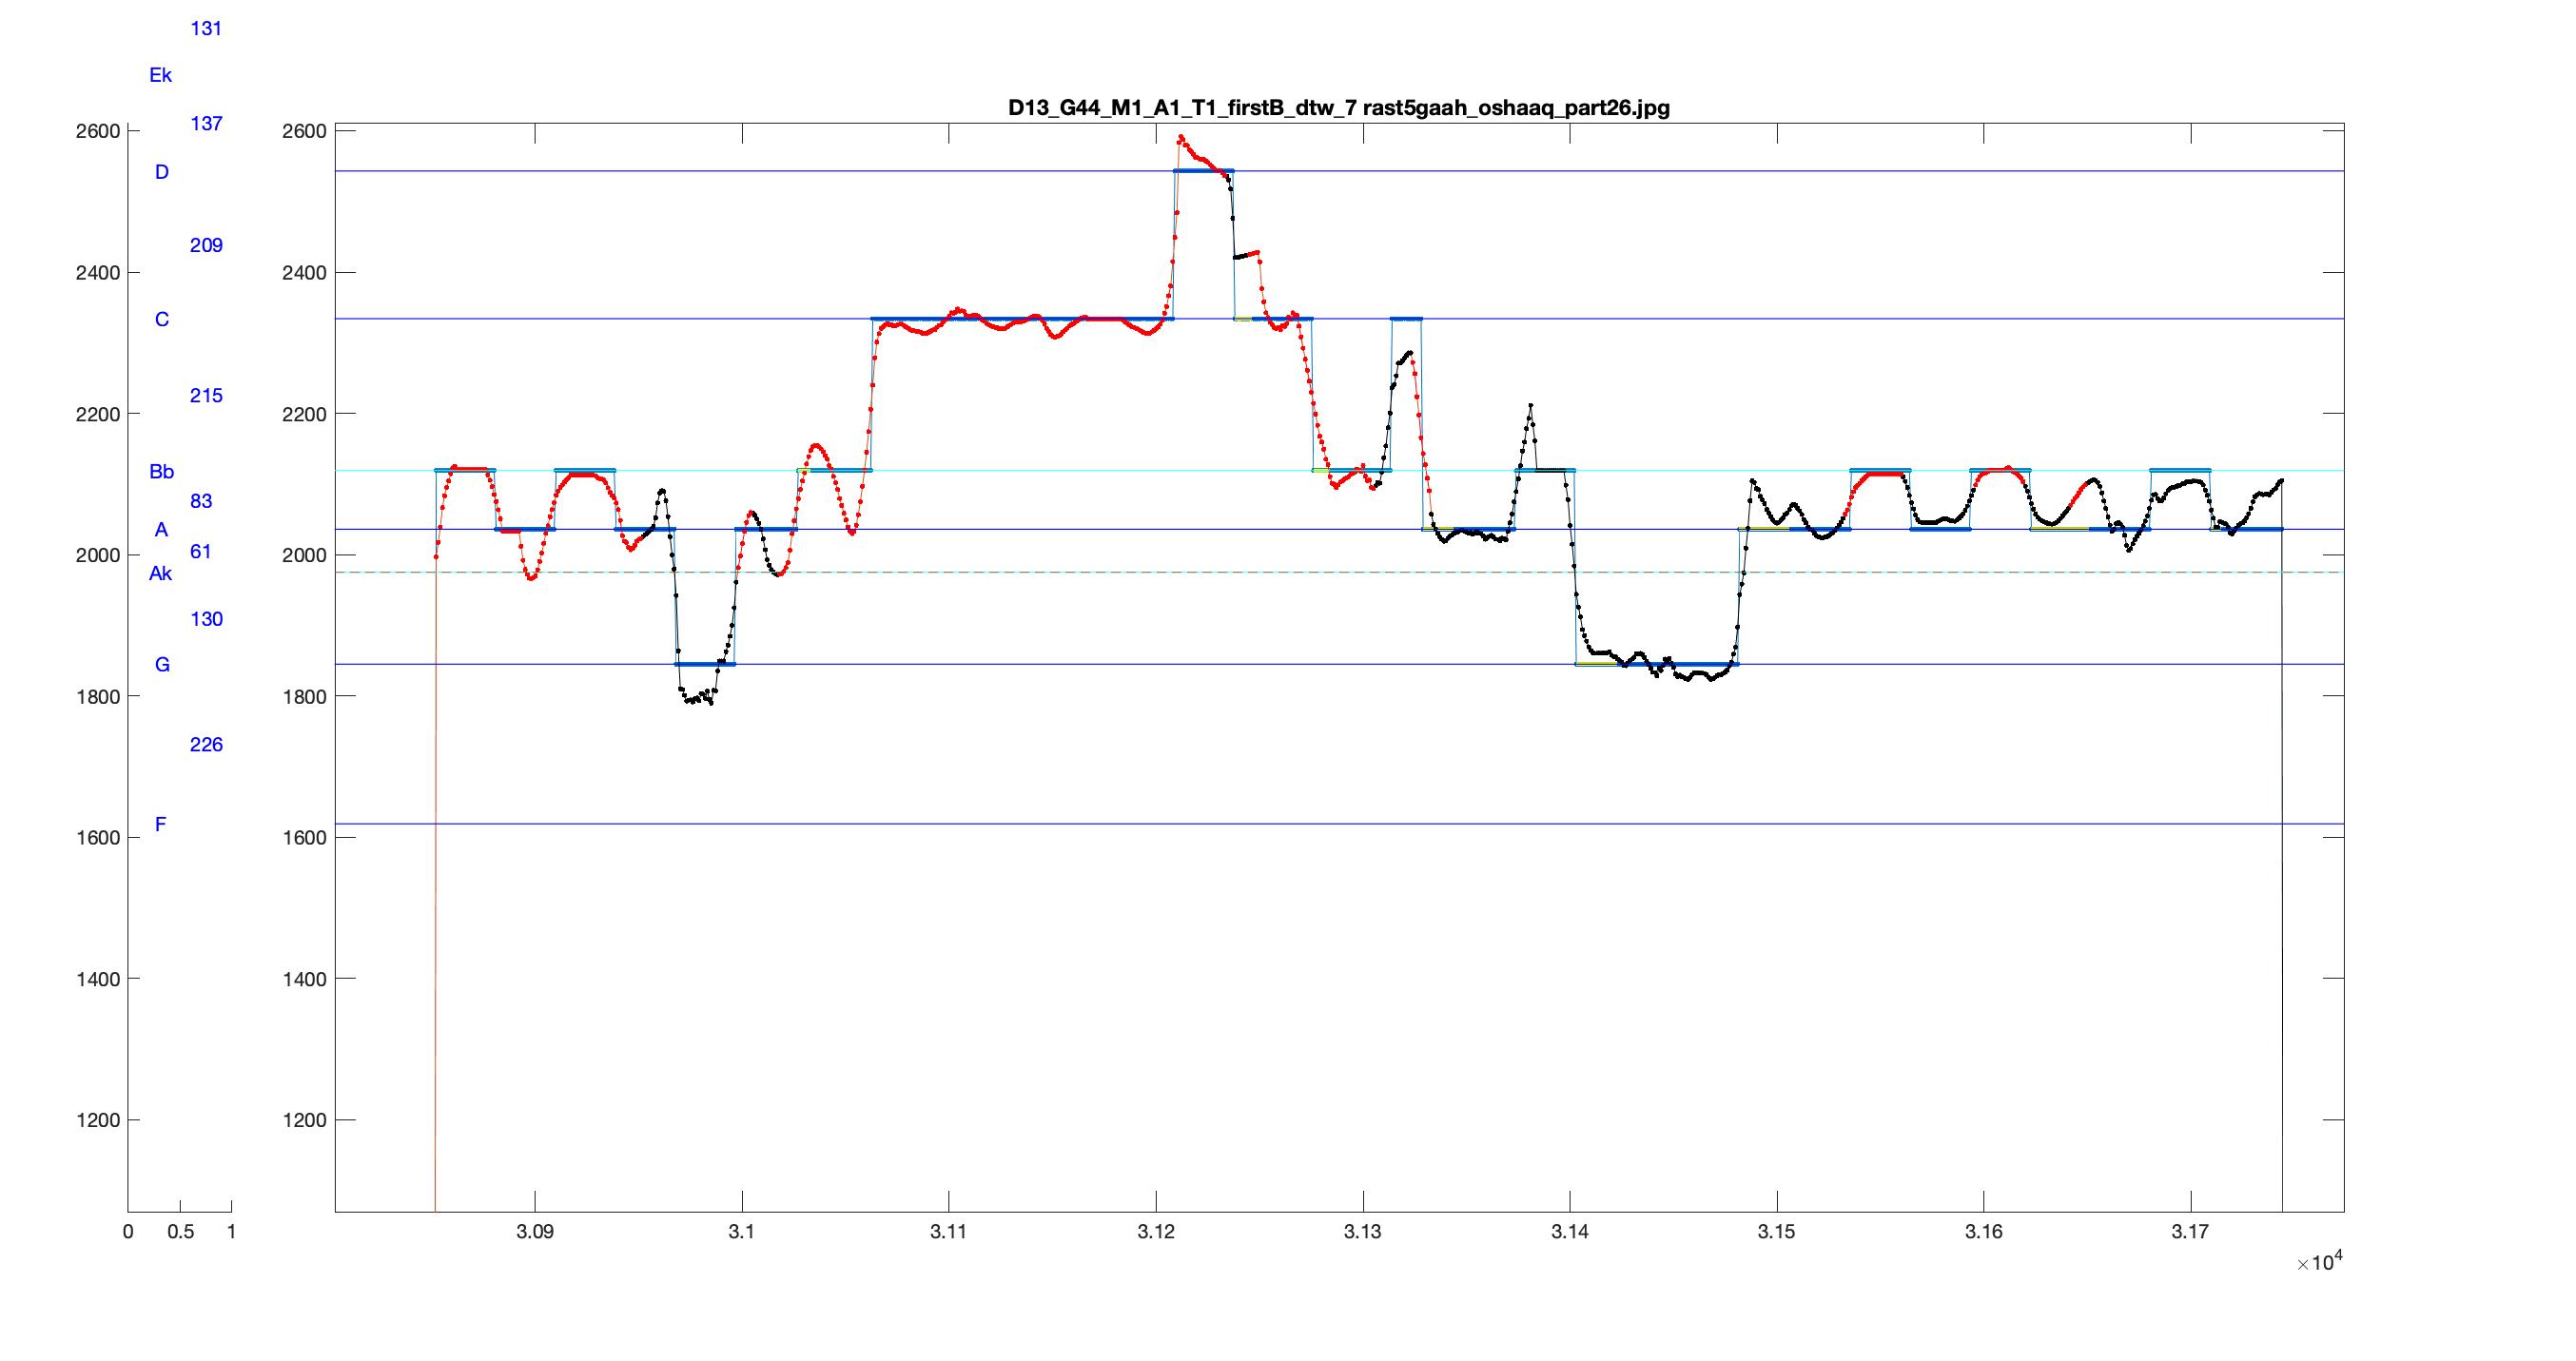 131
Ek
D13_G44_M1_A1_T1_firstB_dtw_7 rast5gaah_oshaaq_part26.jpg
137
2600 2600
D
209
2400 2400
C
215
2200 2200
Bb
83
A
61
2000 2000
Ak
130
G
1800 1800
226
F
1600 1600
1400 1400
1200 1200
0 0.5 1 3.09 3.1 3.11 3.12 3.13 3.14 3.15 3.16 3.17
×10^4